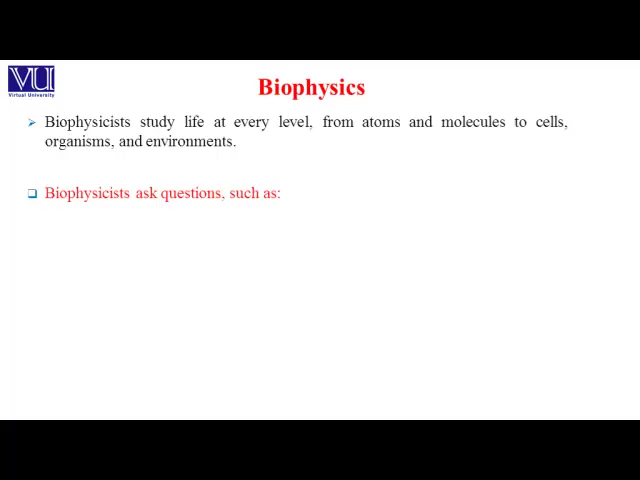 VU
Virtual University
Biophysics
Biophysicists study life at every level, from atoms and molecules to cells,
organisms, and environments.
Biophysicists ask questions, such as: